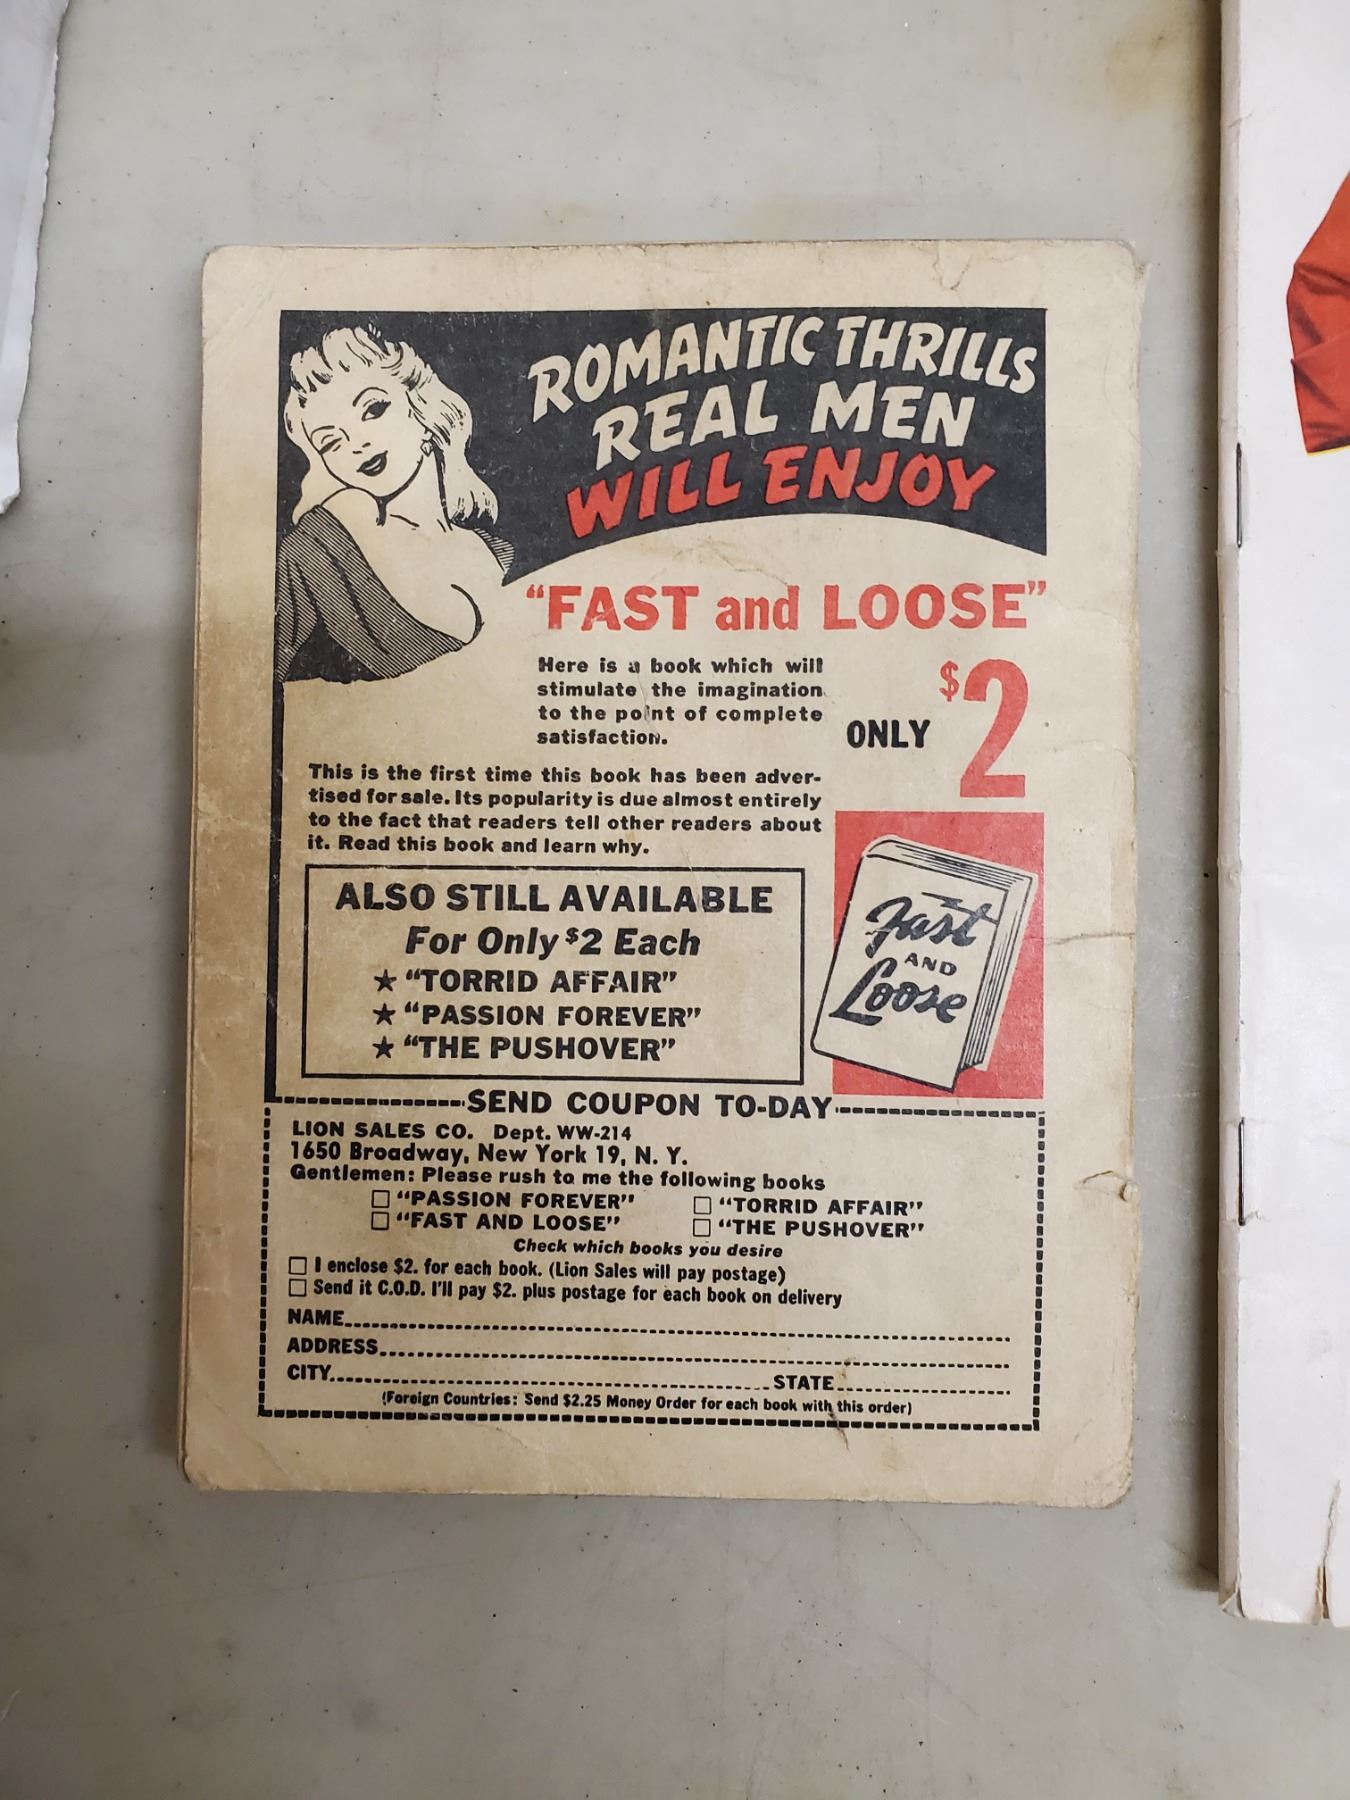 ROMANTIC THRILLS
REAL MEN
WILL ENJOY
"FAST and LOOSE"
Here is a book which will
stimulate the imagination
to the point of complete
satisfaction.
ONLY $2
This is the first time this book has been adver-
tised for sale. Its popularity is due almost entirely
to the fact that readers tell other readers about
it. Read this book and learn why.
ALSO STILL AVAILABLE
For Only $2 Each
★ "TORRID AFFAIR"
★ "PASSION FOREVER"
★ "THE PUSHOVER"
Fast
AND
Loose
SEND COUPON TO-DAY
LION SALES CO. Dept. WW-214
1650 Broadway, New York 19, N. Y.
Gentlemen: Please rush to me the following books
☐ "PASSION FOREVER" ☐ "TORRID AFFAIR"
☐ "FAST AND LOOSE" ☐ "THE PUSHOVER"
Check which books you desire
☐ I enclose $2. for each book. (Lion Sales will pay postage)
☐ Send it C.O.D. I'll pay $2. plus postage for each book on delivery
NAME
ADDRESS
CITY STATE
(Foreign Countries: Send $2.25 Money Order for each book with this order)